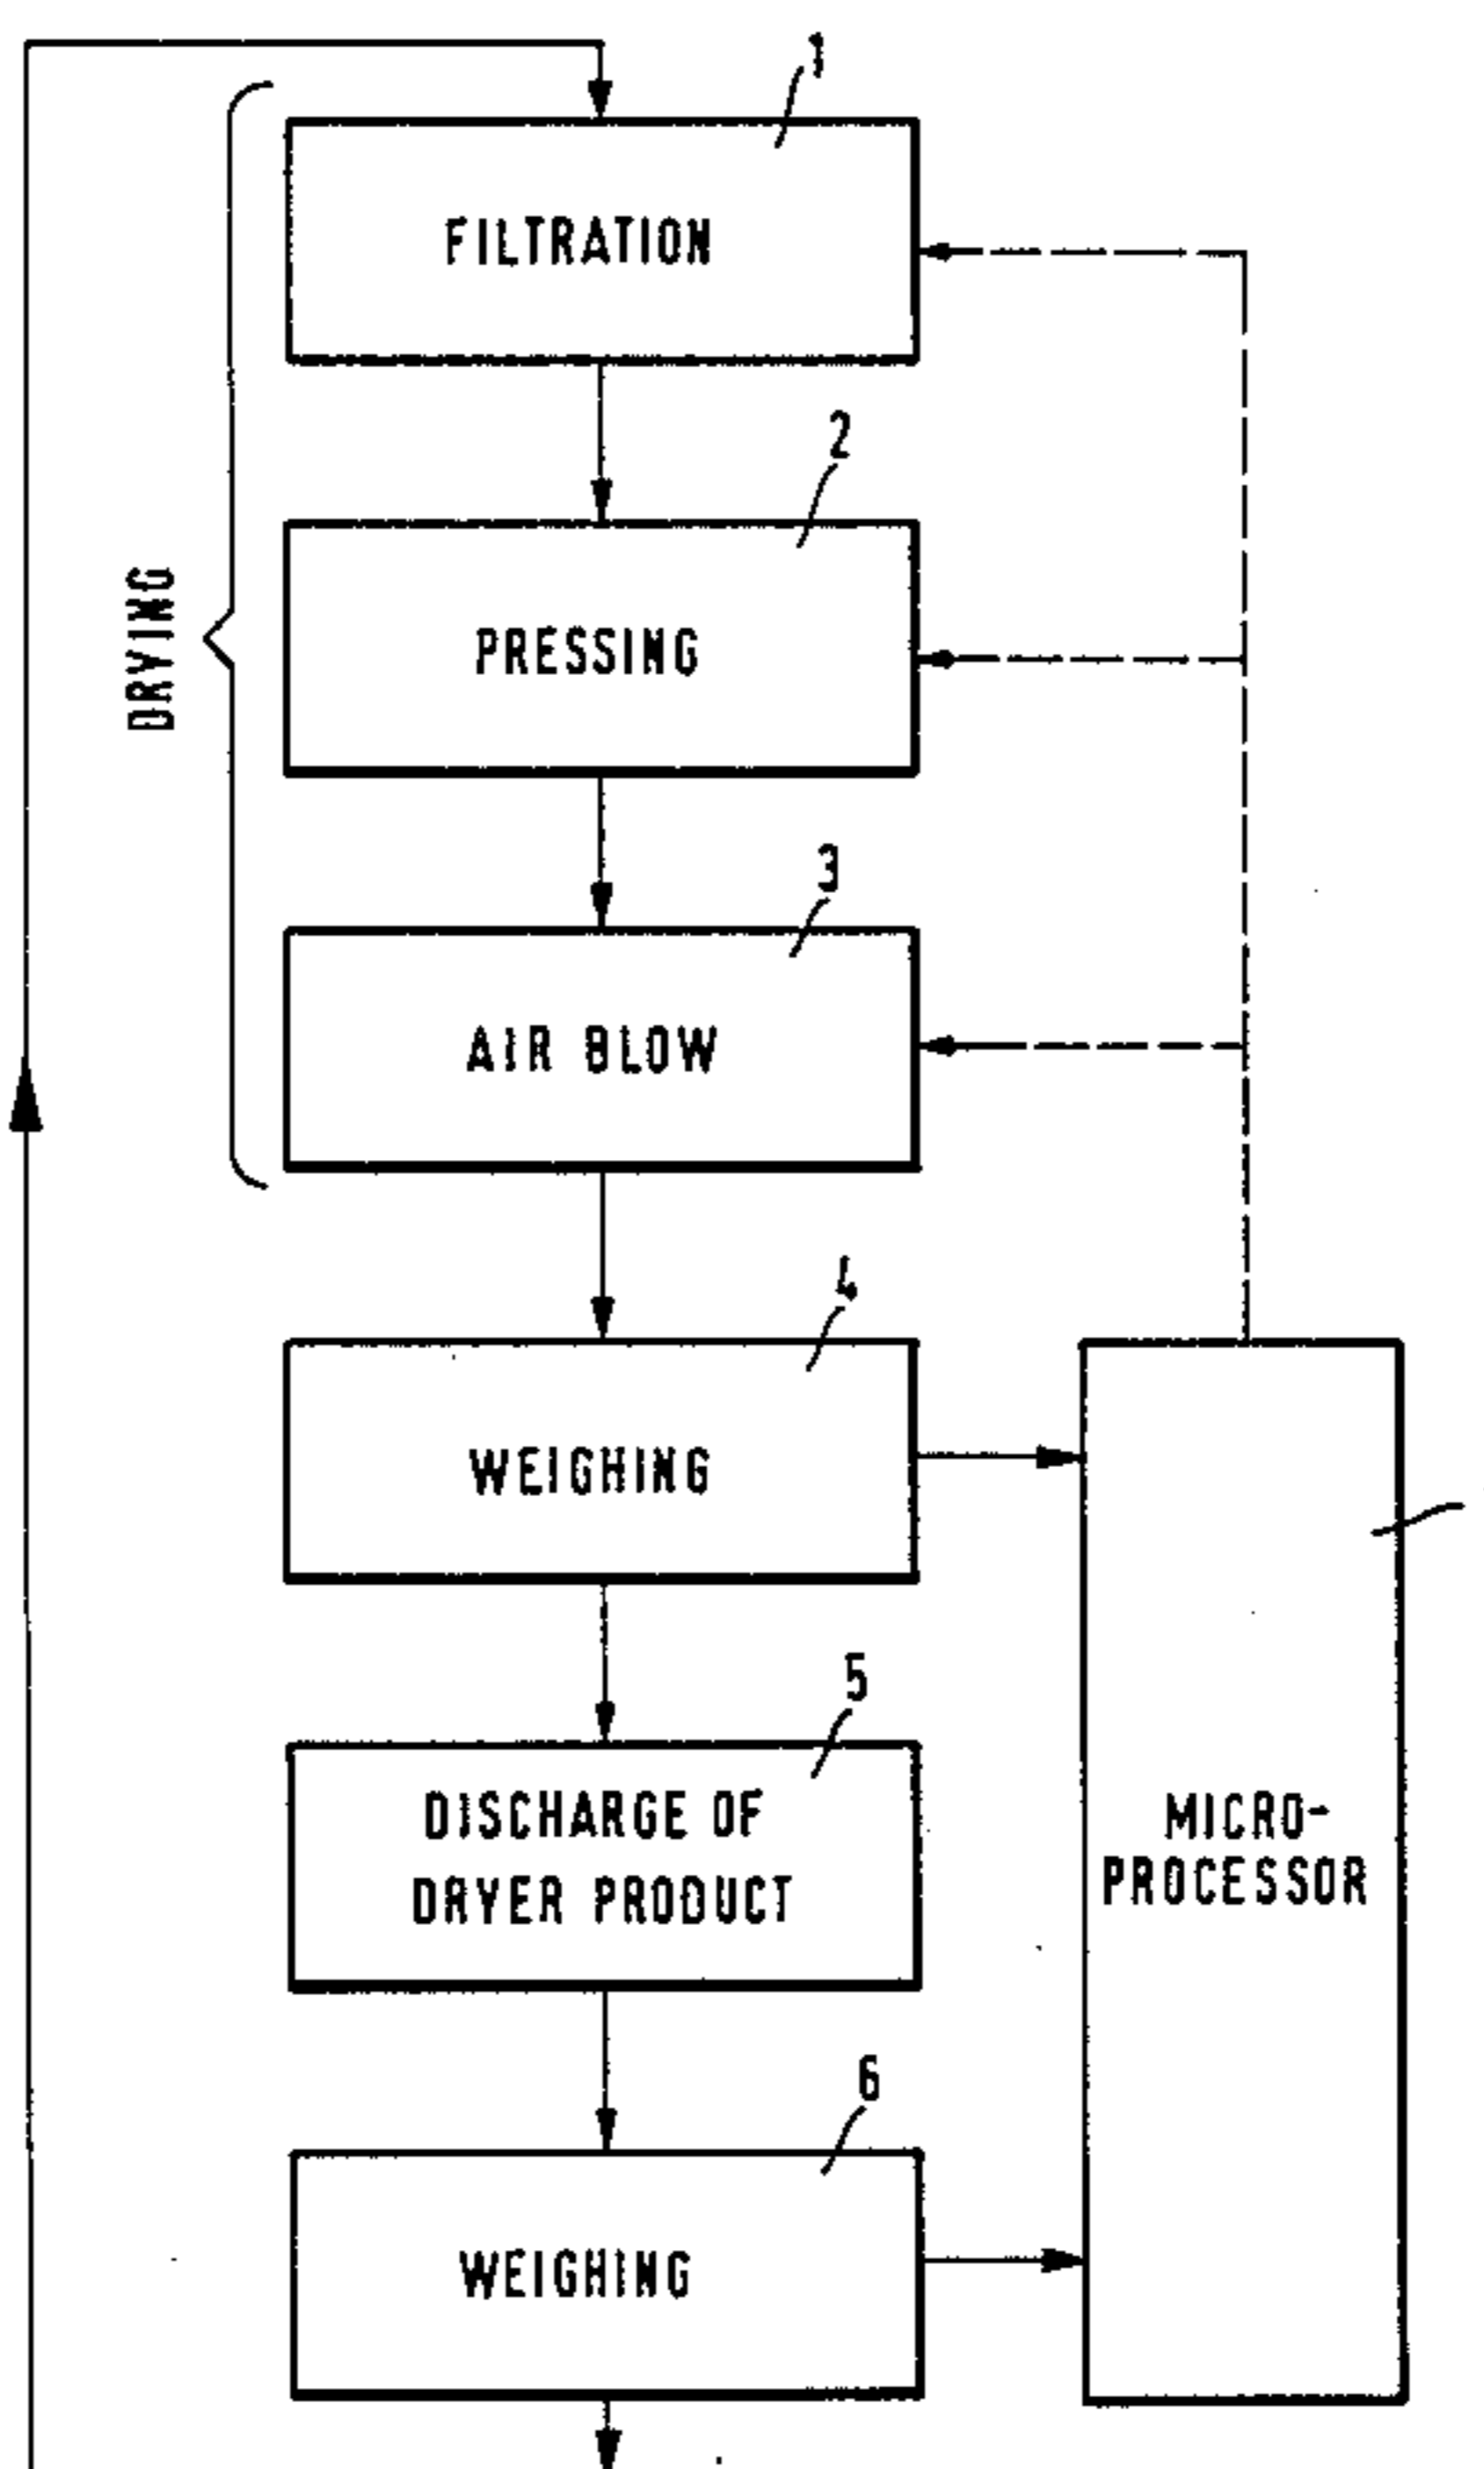 1
FILTRATION
2
PRESSING
DRYING
3
AIR BLOW
4
WEIGHING
5
DISCHARGE OF
DRYER PRODUCT
MICRO-
PROCESSOR
6
WEIGHING